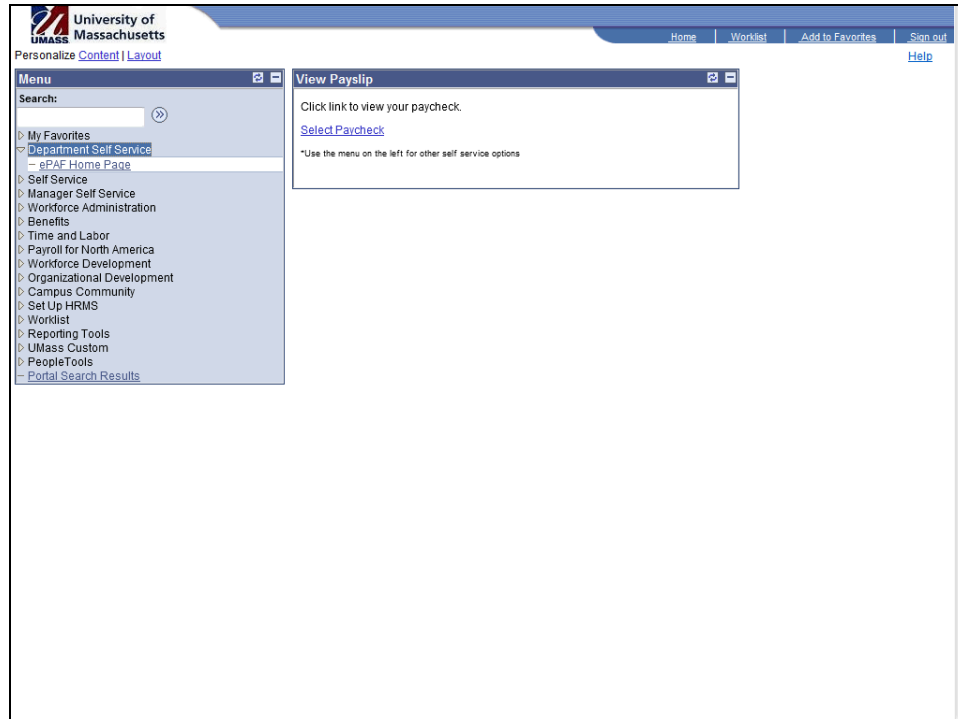 University of
Massachusetts
UMASS
Home Worklist Add to Favorites Sign out
Personalize Content | Layout
Help
Menu
Search:
My Favorites
Department Self Service
ePAF Home Page
Self Service
Manager Self Service
Workforce Administration
Benefits
Time and Labor
Payroll for North America
Workforce Development
Organizational Development
Campus Community
Set Up HRMS
Worklist
Reporting Tools
UMass Custom
PeopleTools
Portal Search Results
View Payslip
Click link to view your paycheck.
Select Paycheck
*Use the menu on the left for other self service options